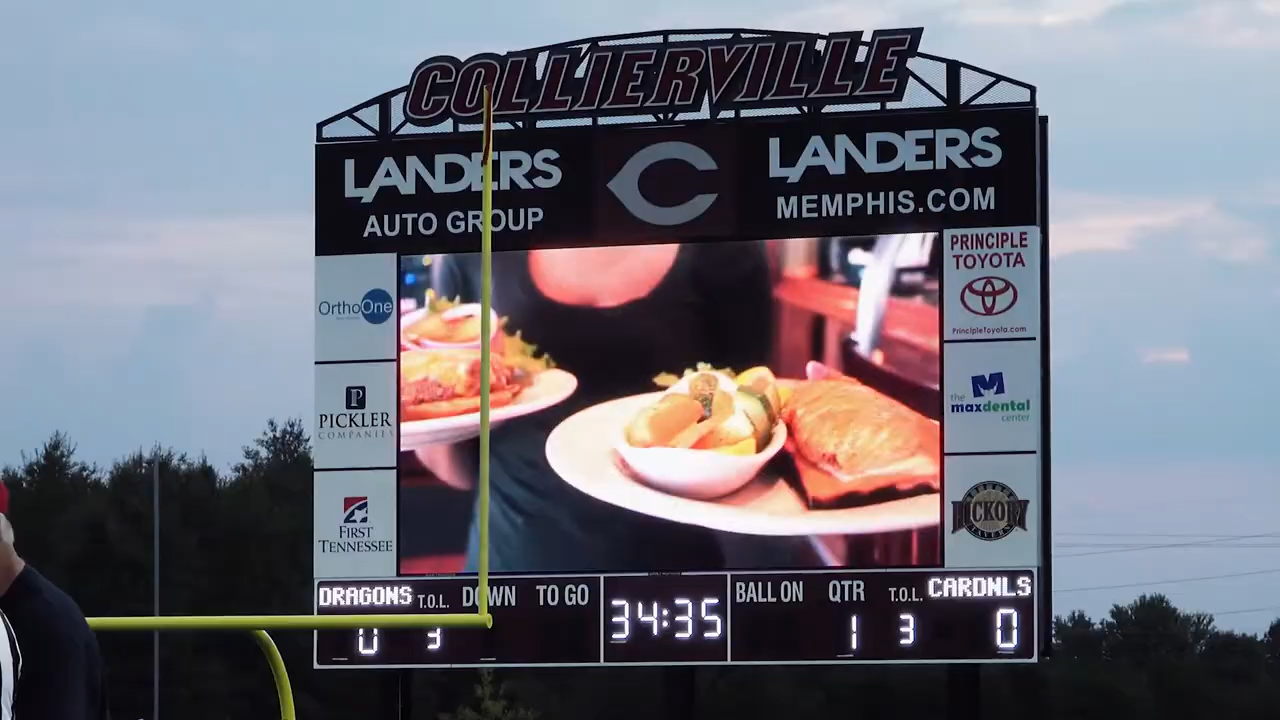 COLLIERVILLE
LANDERS
AUTO GROUP
C
LANDERS
MEMPHIS.COM
OrthoOne
PICKLER
COMPANIES
FIRST
TENNESSEE
PRINCIPLE
TOYOTA
PrincipleToyota.com
the
maxdental
center
HICKORY
DRAGONS T.O.L. DOWN TO GO
0 3
34:35
BALL ON QTR T.O.L. CARDNLS
1 3 0